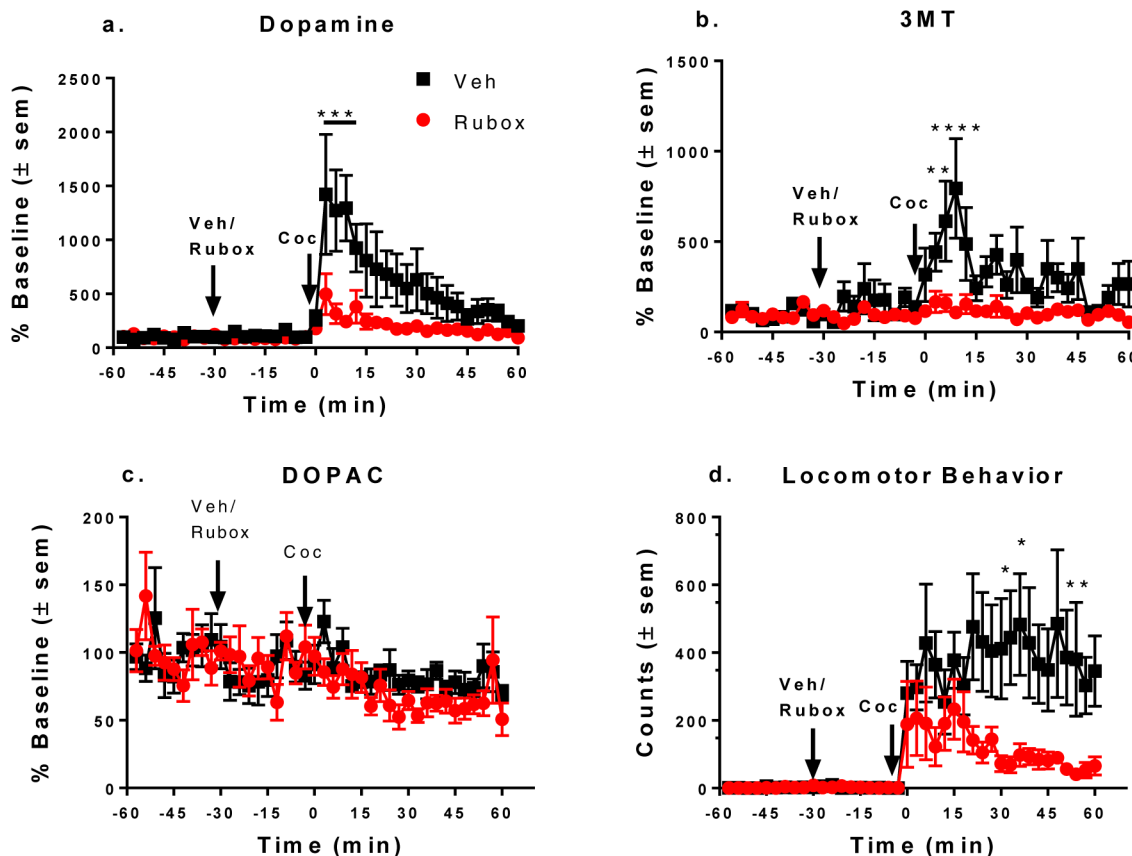 a. Dopamine
% Baseline (± sem)
2500
2000
1500
1000
500
0
Veh
Rubox
***
Veh/
Rubox
Coc
-60 -45 -30 -15 0 15 30 45 60
Time (min)
b. 3MT
% Baseline (± sem)
1500
1000
500
0
****
**
Veh/
Rubox
Coc
-60 -45 -30 -15 0 15 30 45 60
Time (min)
c. DOPAC
% Baseline (± sem)
200
150
100
50
0
Veh/
Rubox
Coc
-60 -45 -30 -15 0 15 30 45 60
Time (min)
d. Locomotor Behavior
Counts (± sem)
800
600
400
200
0
*
* **
Veh/
Rubox
Coc
-60 -45 -30 -15 0 15 30 45 60
Time (min)